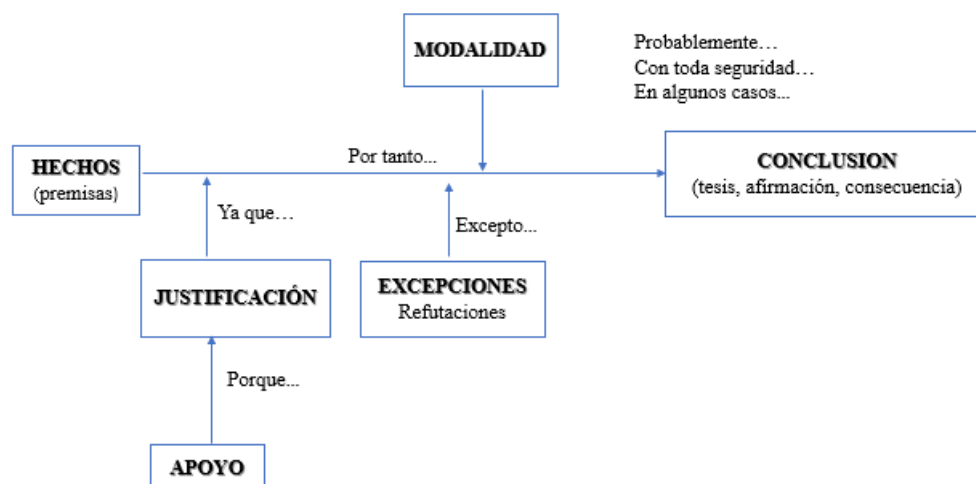 MODALIDAD
Probablemente…
Con toda seguridad…
En algunos casos...
Por tanto...
HECHOS
(premisas)
CONCLUSION
(tesis, afirmación, consecuencia)
Ya que…
Excepto...
JUSTIFICACIÓN
EXCEPCIONES
Refutaciones
Porque...
APOYO